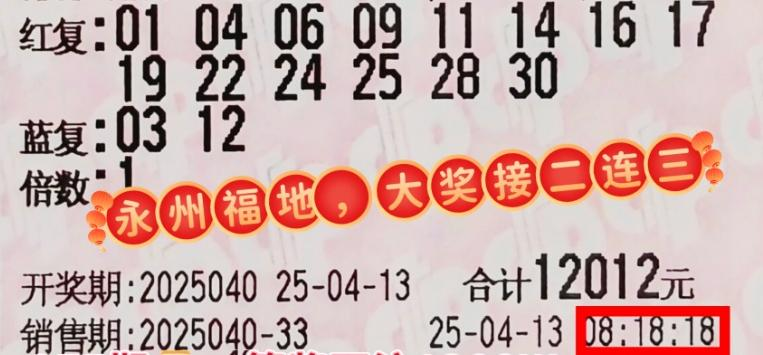 红复:01 04 06 09 11 14 16 17
19 22 24 25 28 30
蓝复:03 12
倍数:1
永州福地，大奖接二连三
开奖期:2025040 25-04-13 合计12012元
销售期:2025040-33 25-04-13 08:18:18